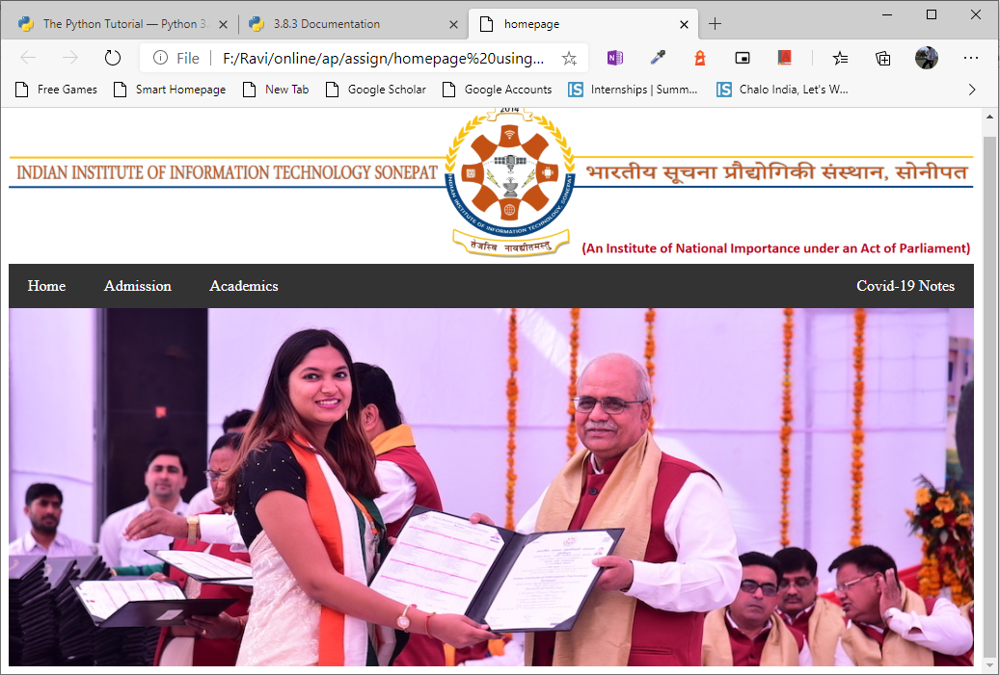 The Python Tutorial — Python 3.
3.8.3 Documentation
homepage
File
F:/Ravi/online/ap/assign/homepage%20using...
Free Games
Smart Homepage
New Tab
Google Scholar
Google Accounts
Internships | Summ...
Chalo India, Let's W...
2014
INDIAN INSTITUTE OF INFORMATION TECHNOLOGY SONEPAT
भारतीय सूचना प्रौद्योगिकी संस्थान, सोनीपत
INDIAN INSTITUTE OF INFORMATION TECHNOLOGY, SONEPAT
तेजस्वि नावधीतमस्तु
(An Institute of National Importance under an Act of Parliament)
Home
Admission
Academics
Covid-19 Notes